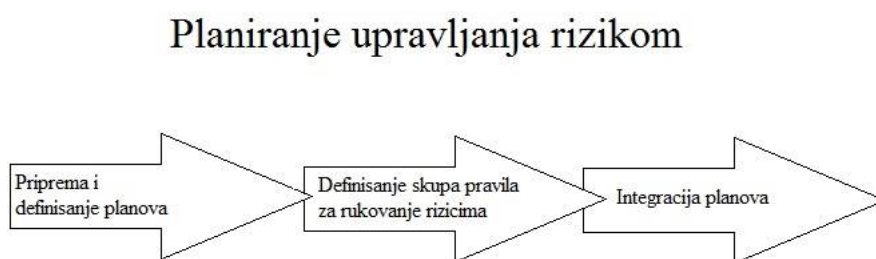 Planiranje upravljanja rizikom
Priprema i
definisanje planova
Definisanje skupa pravila
za rukovanje rizicima
Integracija planova